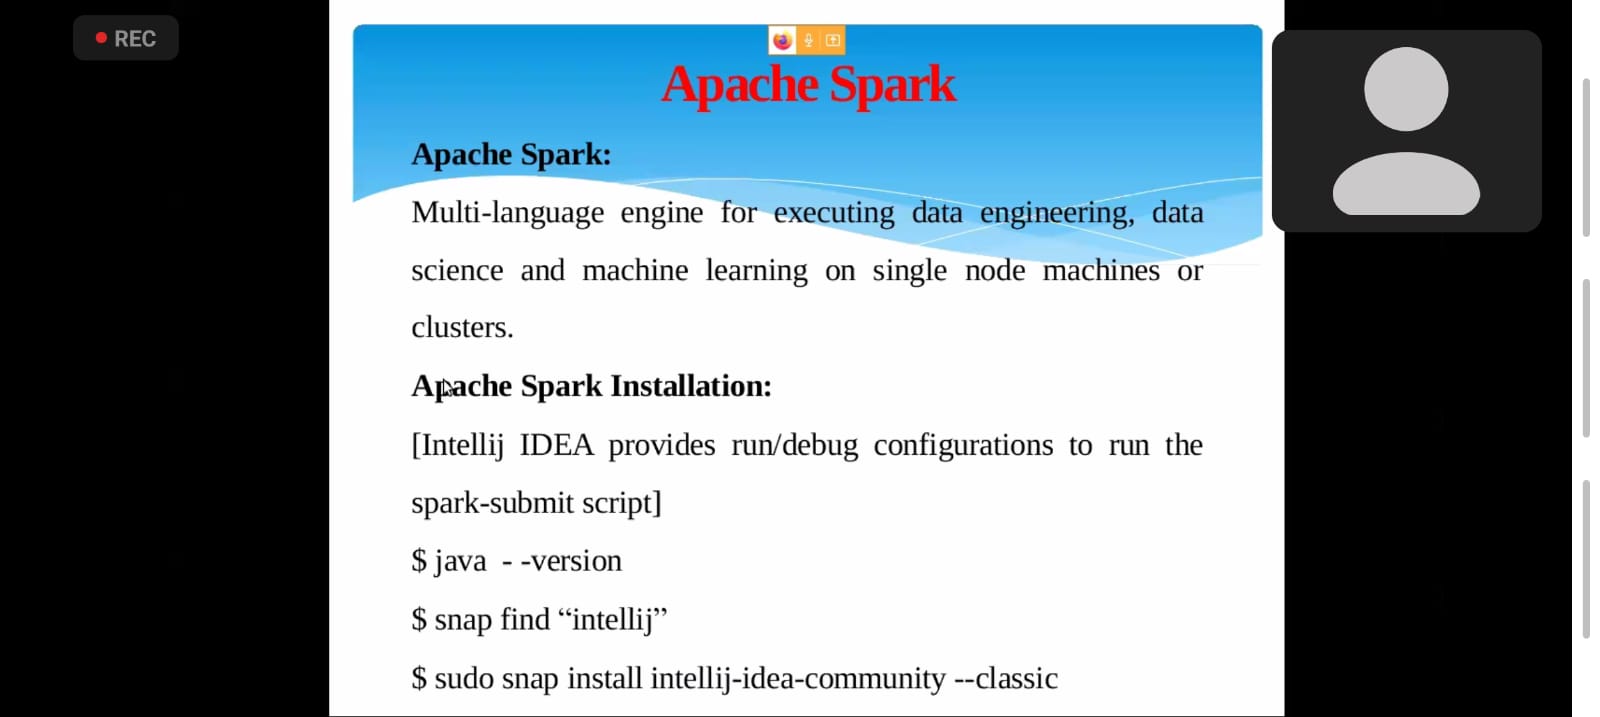 REC
Apache Spark
Apache Spark:
Multi-language engine for executing data engineering, data
science and machine learning on single node machines or
clusters.
Apache Spark Installation:
[Intellij IDEA provides run/debug configurations to run the
spark-submit script]
$ java  - -version
$ snap find “intellij”
$ sudo snap install intellij-idea-community --classic